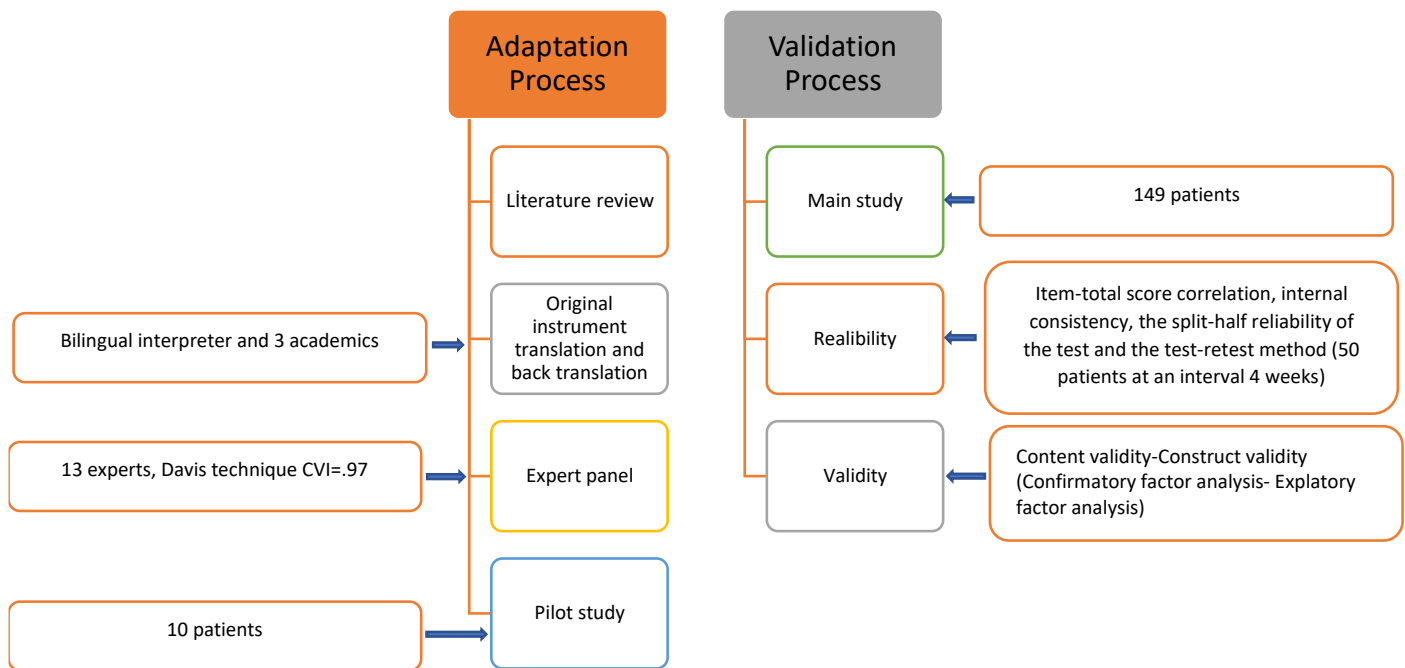 Adaptation
Process
Literature review
Bilingual interpreter and 3 academics
Original
instrument
translation and
back translation
13 experts, Davis technique CVI=.97
Expert panel
10 patients
Pilot study
Validation
Process
Main study
149 patients
Realibility
Item-total score correlation, internal
consistency, the split-half reliability of
the test and the test-retest method (50
patients at an interval 4 weeks)
Validity
Content validity-Construct validity
(Confirmatory factor analysis- Explatory
factor analysis)